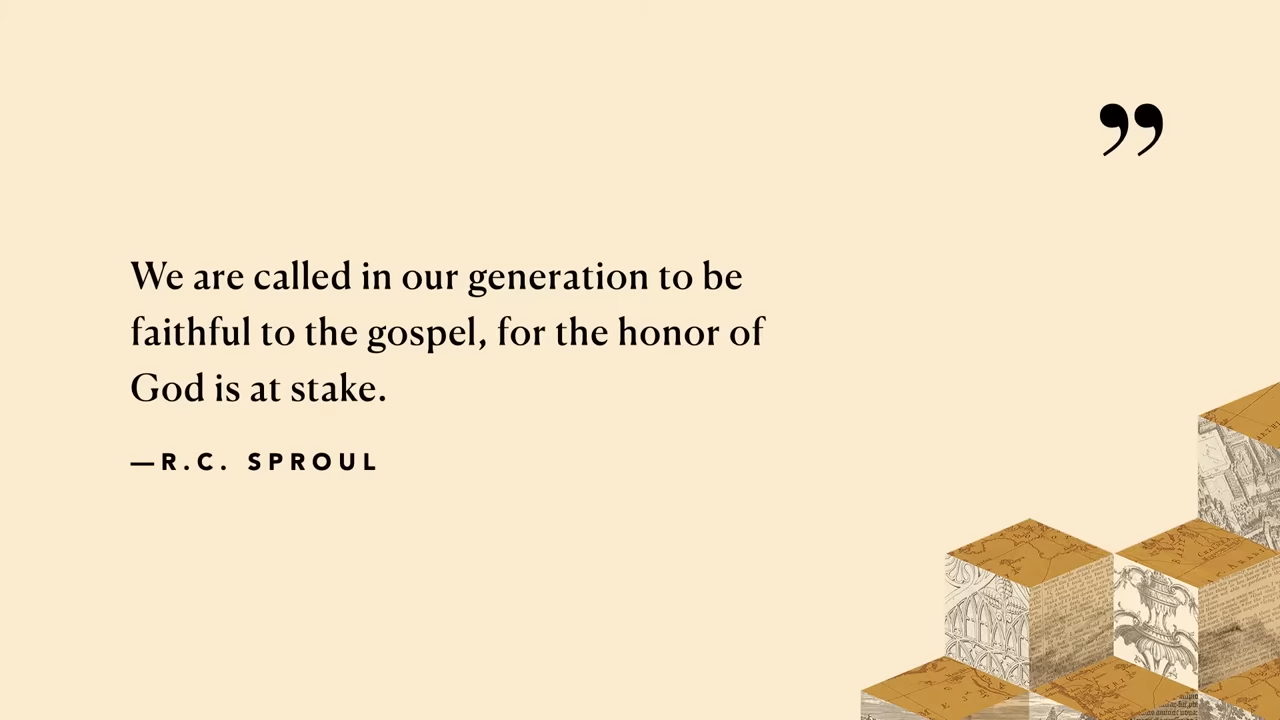 ”
We are called in our generation to be
faithful to the gospel, for the honor of
God is at stake.
—R.C. SPROUL